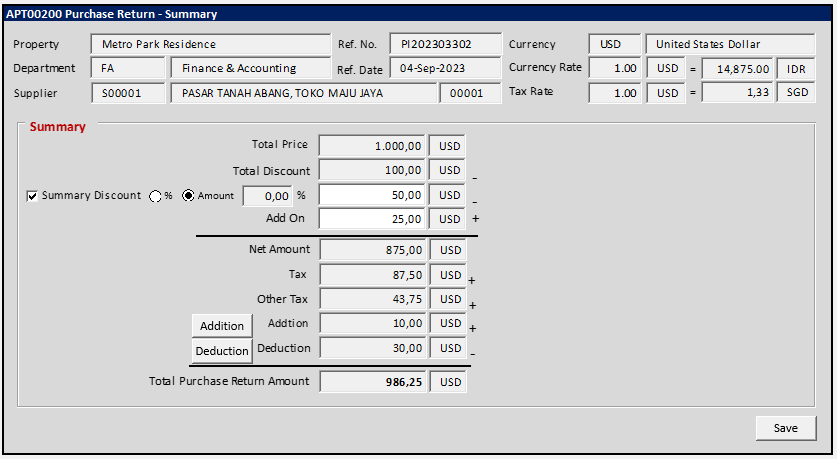 APT00200 Purchase Return - Summary
Property Metro Park Residence Ref. No. PI202303302 Currency USD United States Dollar
Department FA Finance & Accounting Ref. Date 04-Sep-2023 Currency Rate 1.00 USD = 14,875.00 IDR
Supplier S00001 PASAR TANAH ABANG, TOKO MAJU JAYA 00001 Tax Rate 1.00 USD = 1,33 SGD
Summary
Total Price 1.000,00 USD
Total Discount 100,00 USD -
Summary Discount % Amount 0,00 % 50,00 USD -
Add On 25,00 USD +
Net Amount 875,00 USD
Tax 87,50 USD +
Other Tax 43,75 USD +
Addition Addtion 10,00 USD +
Deduction Deduction 30,00 USD -
Total Purchase Return Amount 986,25 USD
Save